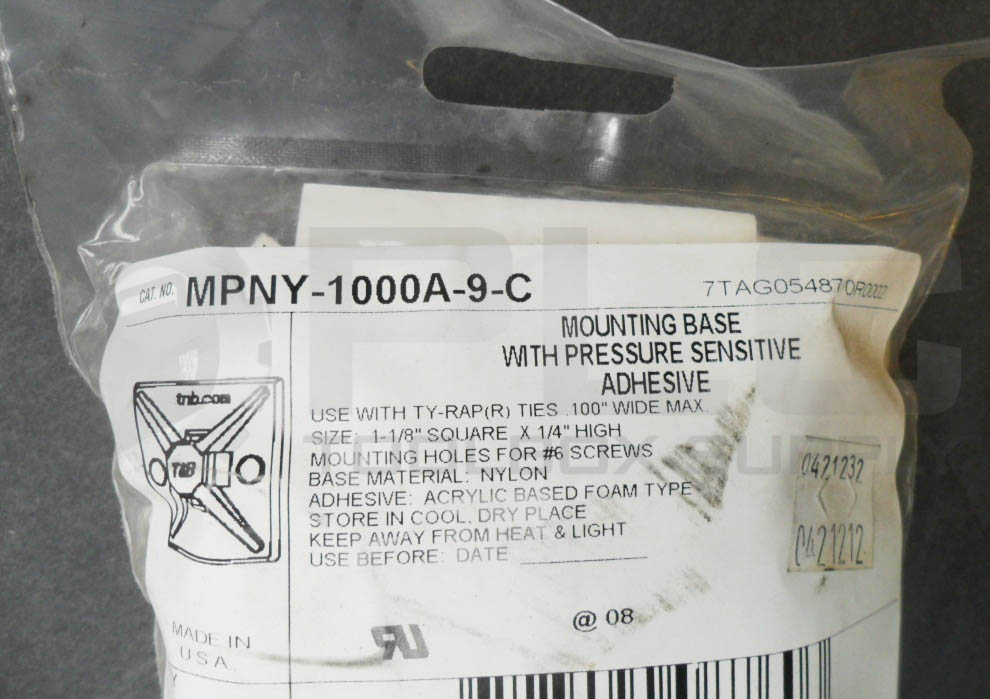 CAT. NO. MPNY-1000A-9-C
7TAG054870R0002
MOUNTING BASE
WITH PRESSURE SENSITIVE
ADHESIVE
tnb.com
T&B
USE WITH TY-RAP(R) TIES .100" WIDE MAX.
SIZE: 1-1/8" SQUARE X 1/4" HIGH
MOUNTING HOLES FOR #6 SCREWS
BASE MATERIAL: NYLON
ADHESIVE: ACRYLIC BASED FOAM TYPE
STORE IN COOL, DRY PLACE
KEEP AWAY FROM HEAT & LIGHT
USE BEFORE: DATE
0421232
0421212
@ 08
MADE IN
U.S.A.
PLC
TOOLBOX SUPPLY